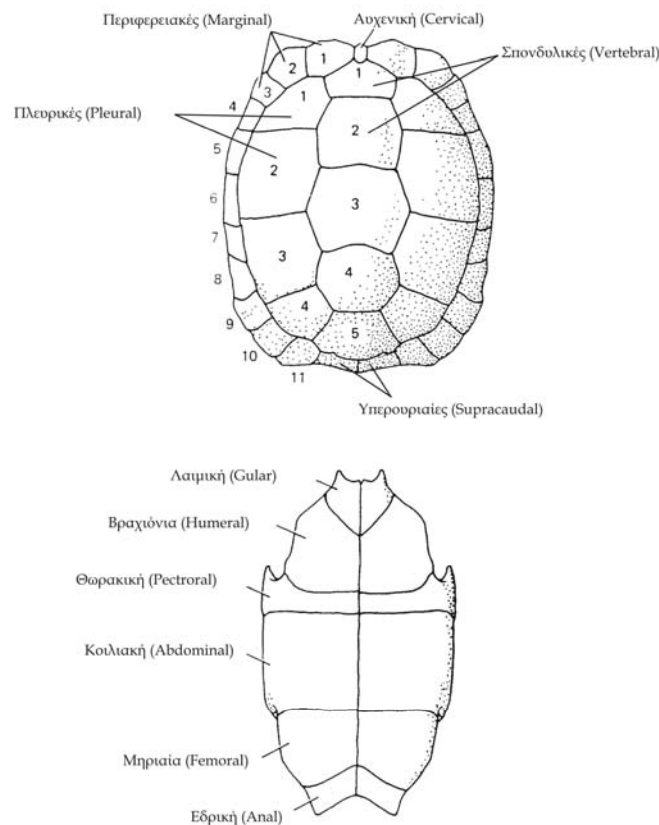 Περιφερειακές (Marginal)
Αυχενική (Cervical)
Σπονδυλικές (Vertebral)
Πλευρικές (Pleural)
1
1
2
3
1
4
2
5
2
6
3
7
3
8
4
4
9
5
10
11
Υπερουριαίες (Supracaudal)
Λαιμική (Gular)
Βραχιόνια (Humeral)
Θωρακική (Pectroral)
Κοιλιακή (Abdominal)
Μηριαία (Femoral)
Εδρική (Anal)